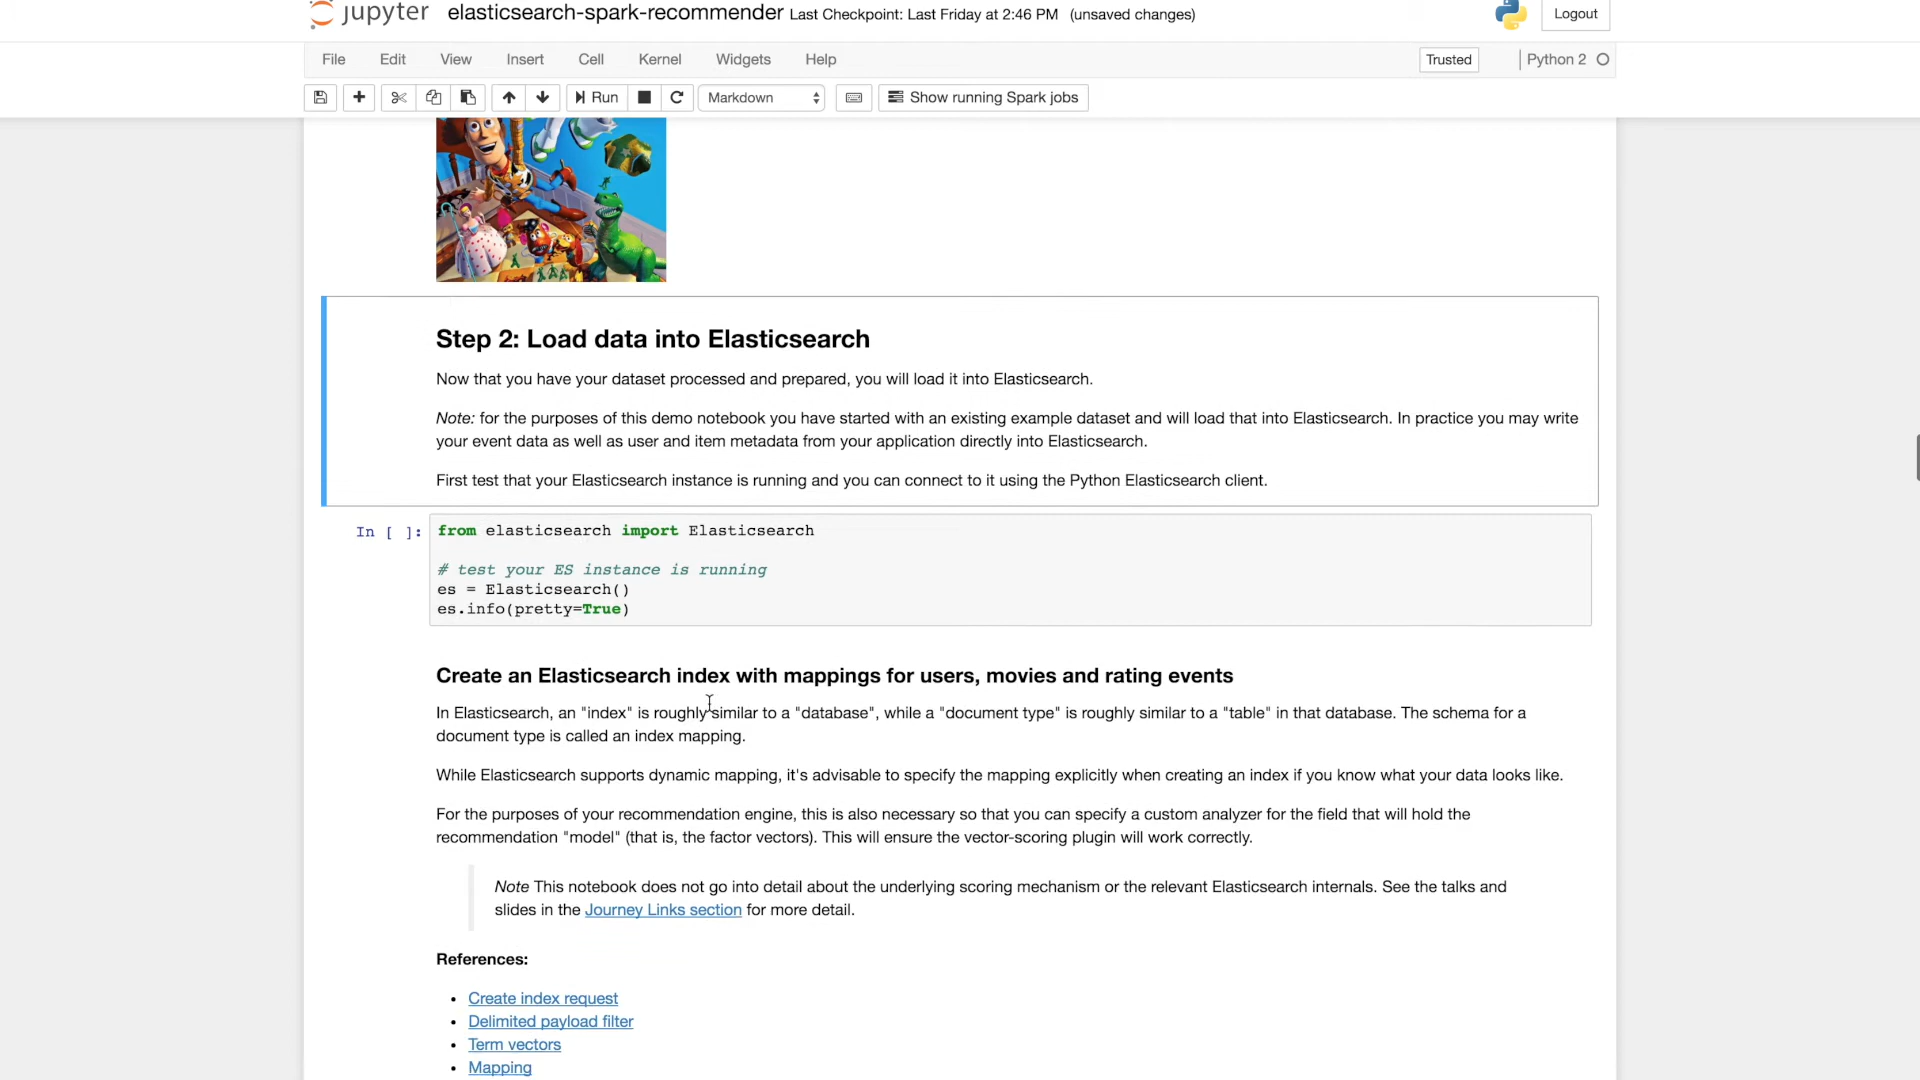 jupyter elasticsearch-spark-recommender Last Checkpoint: Last Friday at 2:46 PM (unsaved changes) Logout
File Edit View Insert Cell Kernel Widgets Help Trusted Python 2
Run Markdown Show running Spark jobs
Step 2: Load data into Elasticsearch
Now that you have your dataset processed and prepared, you will load it into Elasticsearch.
Note: for the purposes of this demo notebook you have started with an existing example dataset and will load that into Elasticsearch. In practice you may write
your event data as well as user and item metadata from your application directly into Elasticsearch.
First test that your Elasticsearch instance is running and you can connect to it using the Python Elasticsearch client.
In [ ]: from elasticsearch import Elasticsearch
# test your ES instance is running
es = Elasticsearch()
es.info(pretty=True)
Create an Elasticsearch index with mappings for users, movies and rating events
In Elasticsearch, an "index" is roughly similar to a "database", while a "document type" is roughly similar to a "table" in that database. The schema for a
document type is called an index mapping.
While Elasticsearch supports dynamic mapping, it's advisable to specify the mapping explicitly when creating an index if you know what your data looks like.
For the purposes of your recommendation engine, this is also necessary so that you can specify a custom analyzer for the field that will hold the
recommendation "model" (that is, the factor vectors). This will ensure the vector-scoring plugin will work correctly.
Note This notebook does not go into detail about the underlying scoring mechanism or the relevant Elasticsearch internals. See the talks and
slides in the Journey Links section for more detail.
References:
• Create index request
• Delimited payload filter
• Term vectors
• Mapping